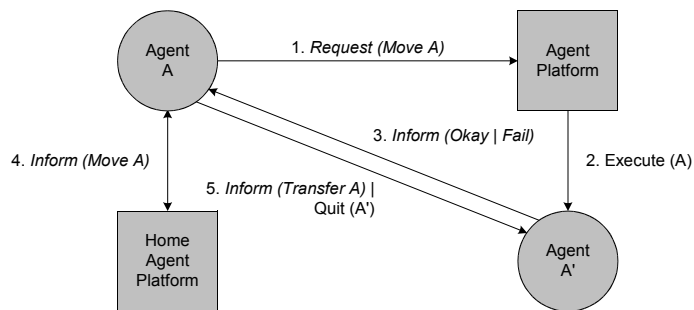 Agent
A
1. Request (Move A)
Agent
Platform
3. Inform (Okay | Fail)
4. Inform (Move A)
2. Execute (A)
5. Inform (Transfer A) |
Quit (A')
Home
Agent
Platform
Agent
A'